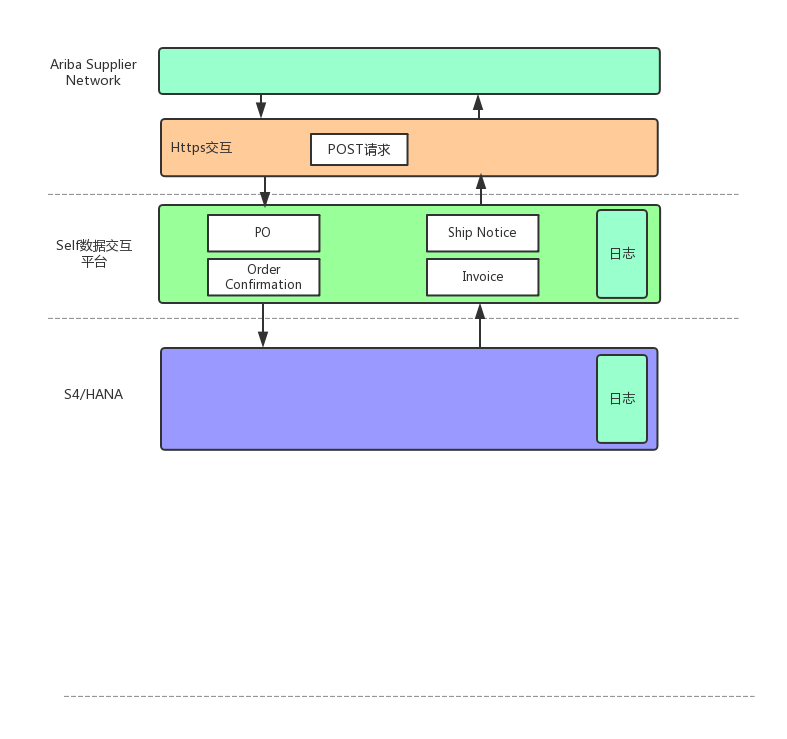 Ariba Supplier
Network
Https交互
POST请求
Self数据交互
平台
PO
Ship Notice
日志
Order
Confirmation
Invoice
S4/HANA
日志